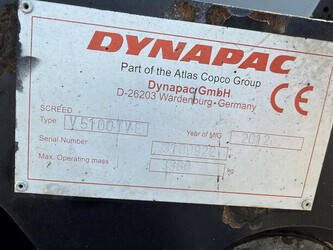 DYNAPAC
Part of the Atlas Copco Group
Dynapac GmbH
D-26203 Wardenburg-Germany
CE
SCREED
Type V5100TVE Year of MFG 2012
Serial Number
Max. Operating mass kg